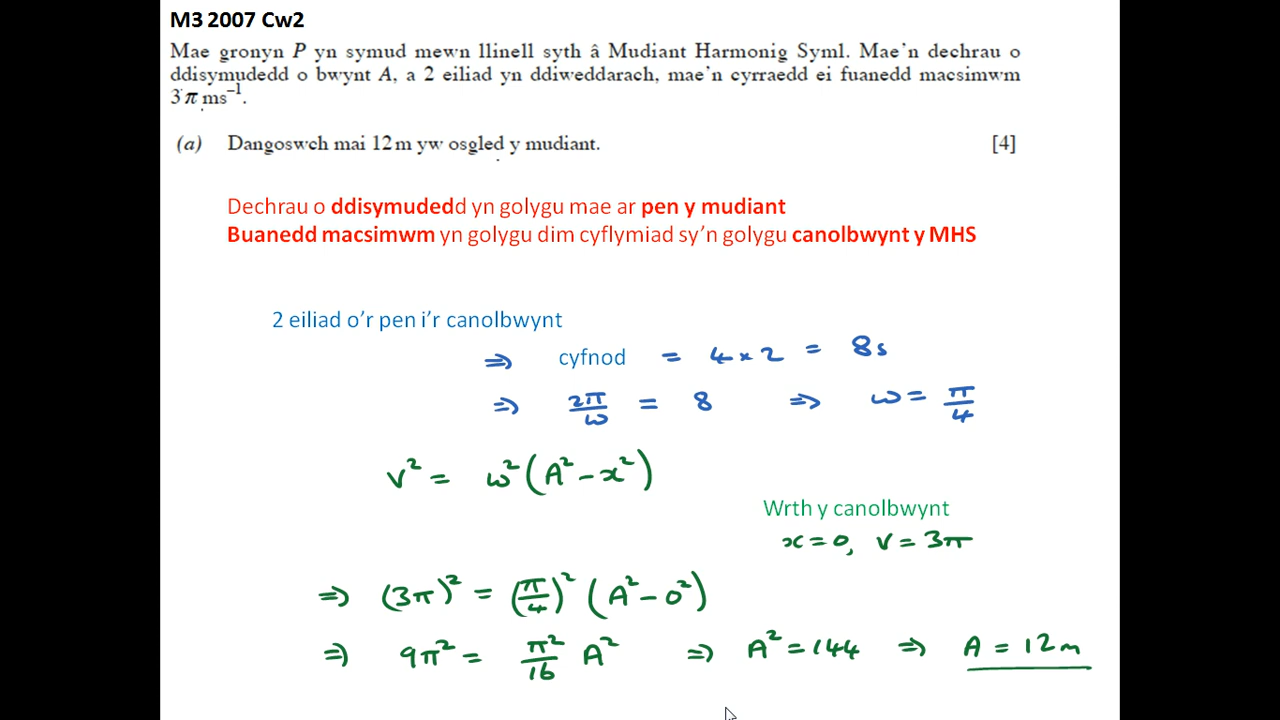 M3 2007 Cw2
Mae gronyn P yn symud mewn llinell syth â Mudiant Harmonig Syml. Mae'n dechrau o
ddisymudedd o bwynt A, a 2 eiliad yn ddiweddarach, mae'n cyrraedd ei fuanedd macsimwm
3π ms⁻¹.
(a) Dangoswch mai 12 m yw osgled y mudiant. [4]
Dechrau o ddisymudedd yn golygu mae ar pen y mudiant
Buanedd macsimwm yn golygu dim cyflymiad sy'n golygu canolbwynt y MHS
2 eiliad o'r pen i'r canolbwynt
⇒ cyfnod = 4 × 2 = 8s
⇒ 2π/ω = 8 ⇒ ω = π/4
v² = ω²(A² − x²)
Wrth y canolbwynt
x = 0, v = 3π
⇒ (3π)² = (π/4)² (A² − 0²)
⇒ 9π² = π²/16 A² ⇒ A² = 144 ⇒ A = 12m